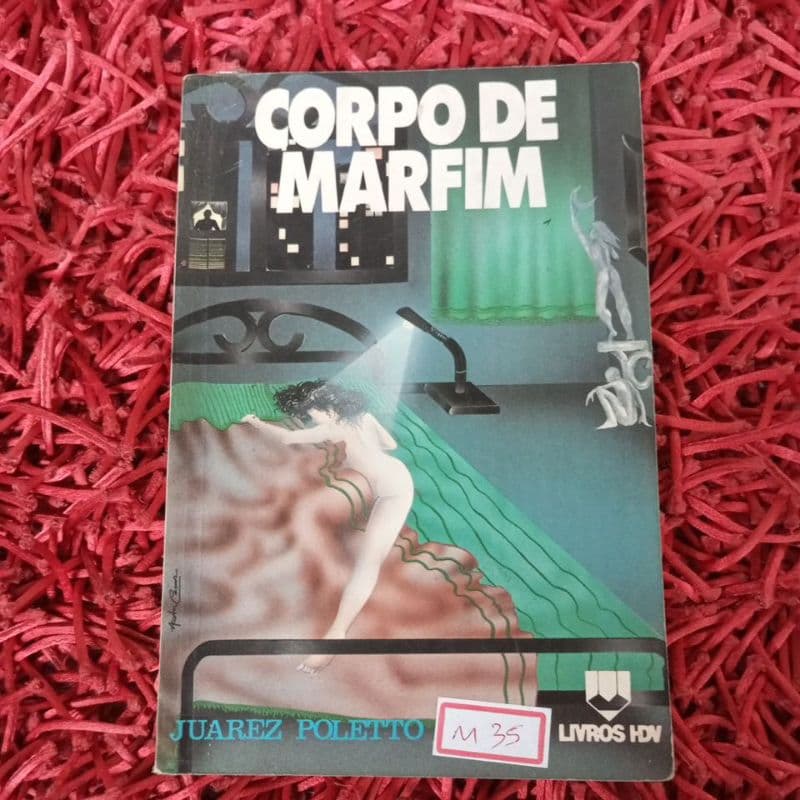 CORPO DE
MARFIM
JUAREZ POLETTO
M 35
LIVROS HDV